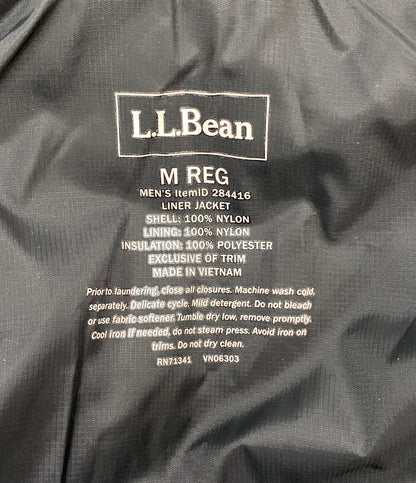 L.L.Bean
M REG
MEN'S ItemID 284416
LINER JACKET
SHELL: 100% NYLON
LINING: 100% NYLON
INSULATION: 100% POLYESTER
EXCLUSIVE OF TRIM
MADE IN VIETNAM
Prior to laundering, close all closures. Machine wash cold,
separately. Delicate cycle. Mild detergent. Do not bleach
or use fabric softener. Tumble dry low, remove promptly.
Cool iron if needed, do not steam press. Avoid iron on
trims. Do not dry clean.
RN71341 VN06303